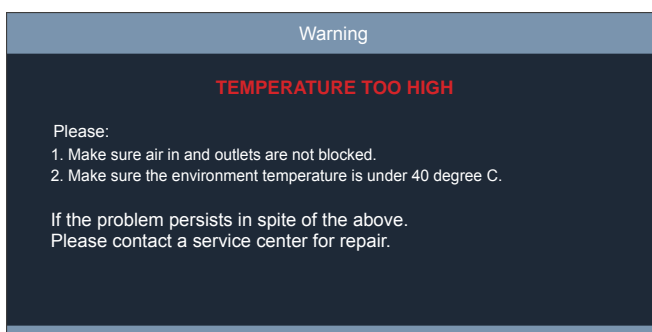 Warning
TEMPERATURE TOO HIGH
Please:
1. Make sure air in and outlets are not blocked.
2. Make sure the environment temperature is under 40 degree C.
If the problem persists in spite of the above.
Please contact a service center for repair.